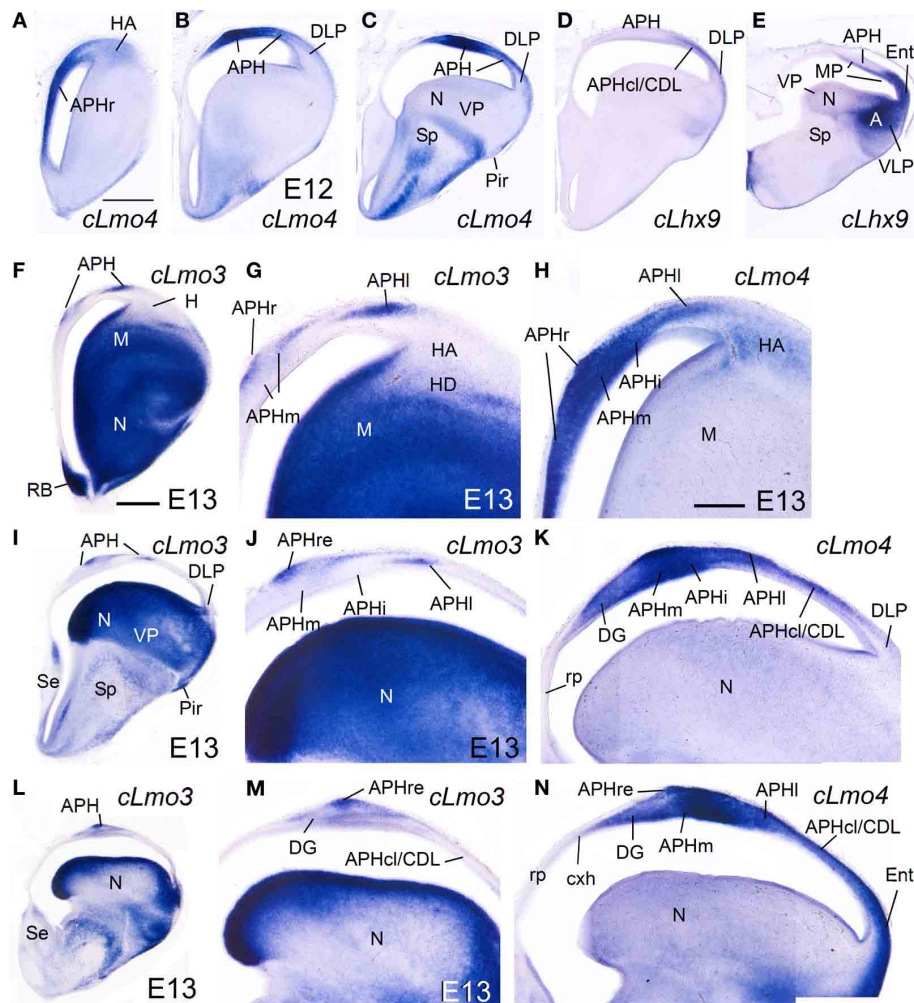 A
HA
APHr
cLmo4
B
DLP
APH
E12
cLmo4
C
DLP
APH
N
VP
Sp
Pir
cLmo4
D
APH
DLP
APHcl/CDL
cLhx9
E
APH
Ent
MP
VP
N
A
Sp
VLP
cLhx9
F
APH
cLmo3
H
M
N
RB
E13
G
cLmo3
APHl
APHr
HA
APHm
HD
M
E13
H
cLmo4
APHl
APHr
HA
APHi
APHm
M
I
cLmo3
APH
DLP
N
VP
Se
Sp
Pir
E13
J
cLmo3
APHre
APHm
APHi
APHl
N
E13
K
cLmo4
APHm
APHi
APHl
DG
APHcl/CDL
DLP
rp
N
L
cLmo3
APH
N
Se
E13
M
cLmo3
APHre
DG
APHcl/CDL
N
E13
N
cLmo4
APHre
APHl
APHcl/CDL
DG
APHm
rp
cxh
Ent
N